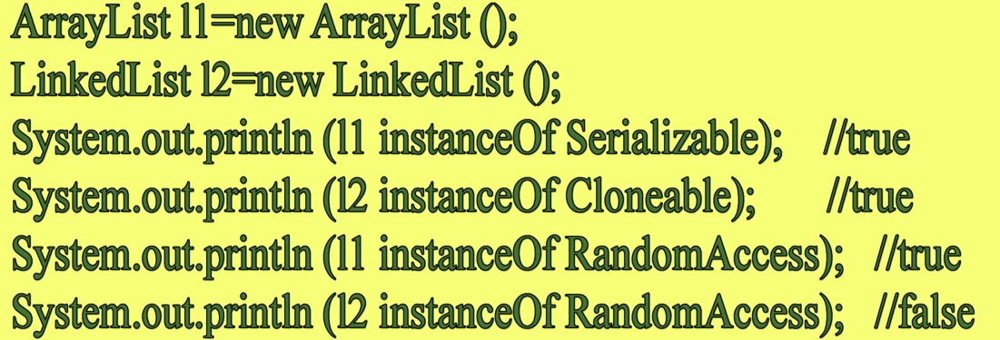 ArrayList l1=new ArrayList ();
LinkedList l2=new LinkedList ();
System.out.println (l1 instanceOf Serializable);    //true
System.out.println (l2 instanceOf Cloneable);       //true
System.out.println (l1 instanceOf RandomAccess);   //true
System.out.println (l2 instanceOf RandomAccess);   //false